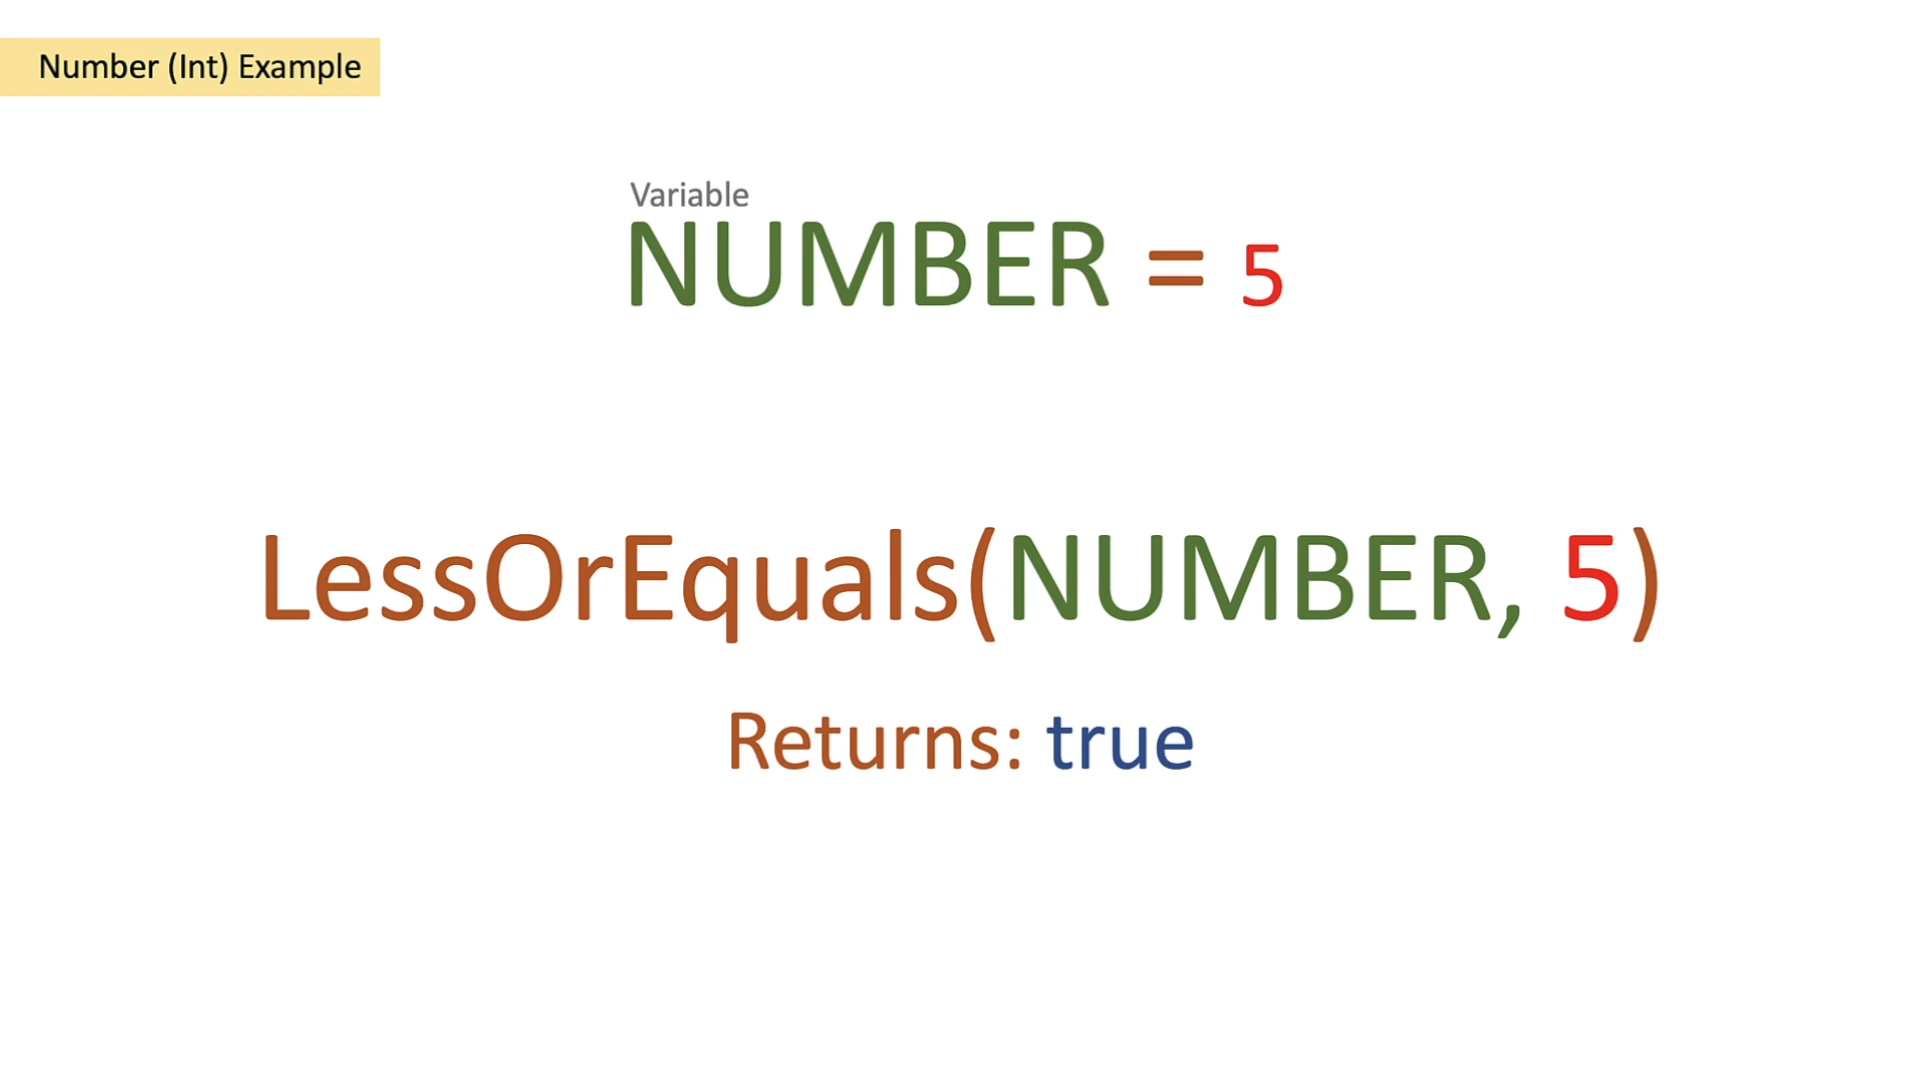 Number (Int) Example
Variable
NUMBER = 5
LessOrEquals(NUMBER, 5)
Returns: true